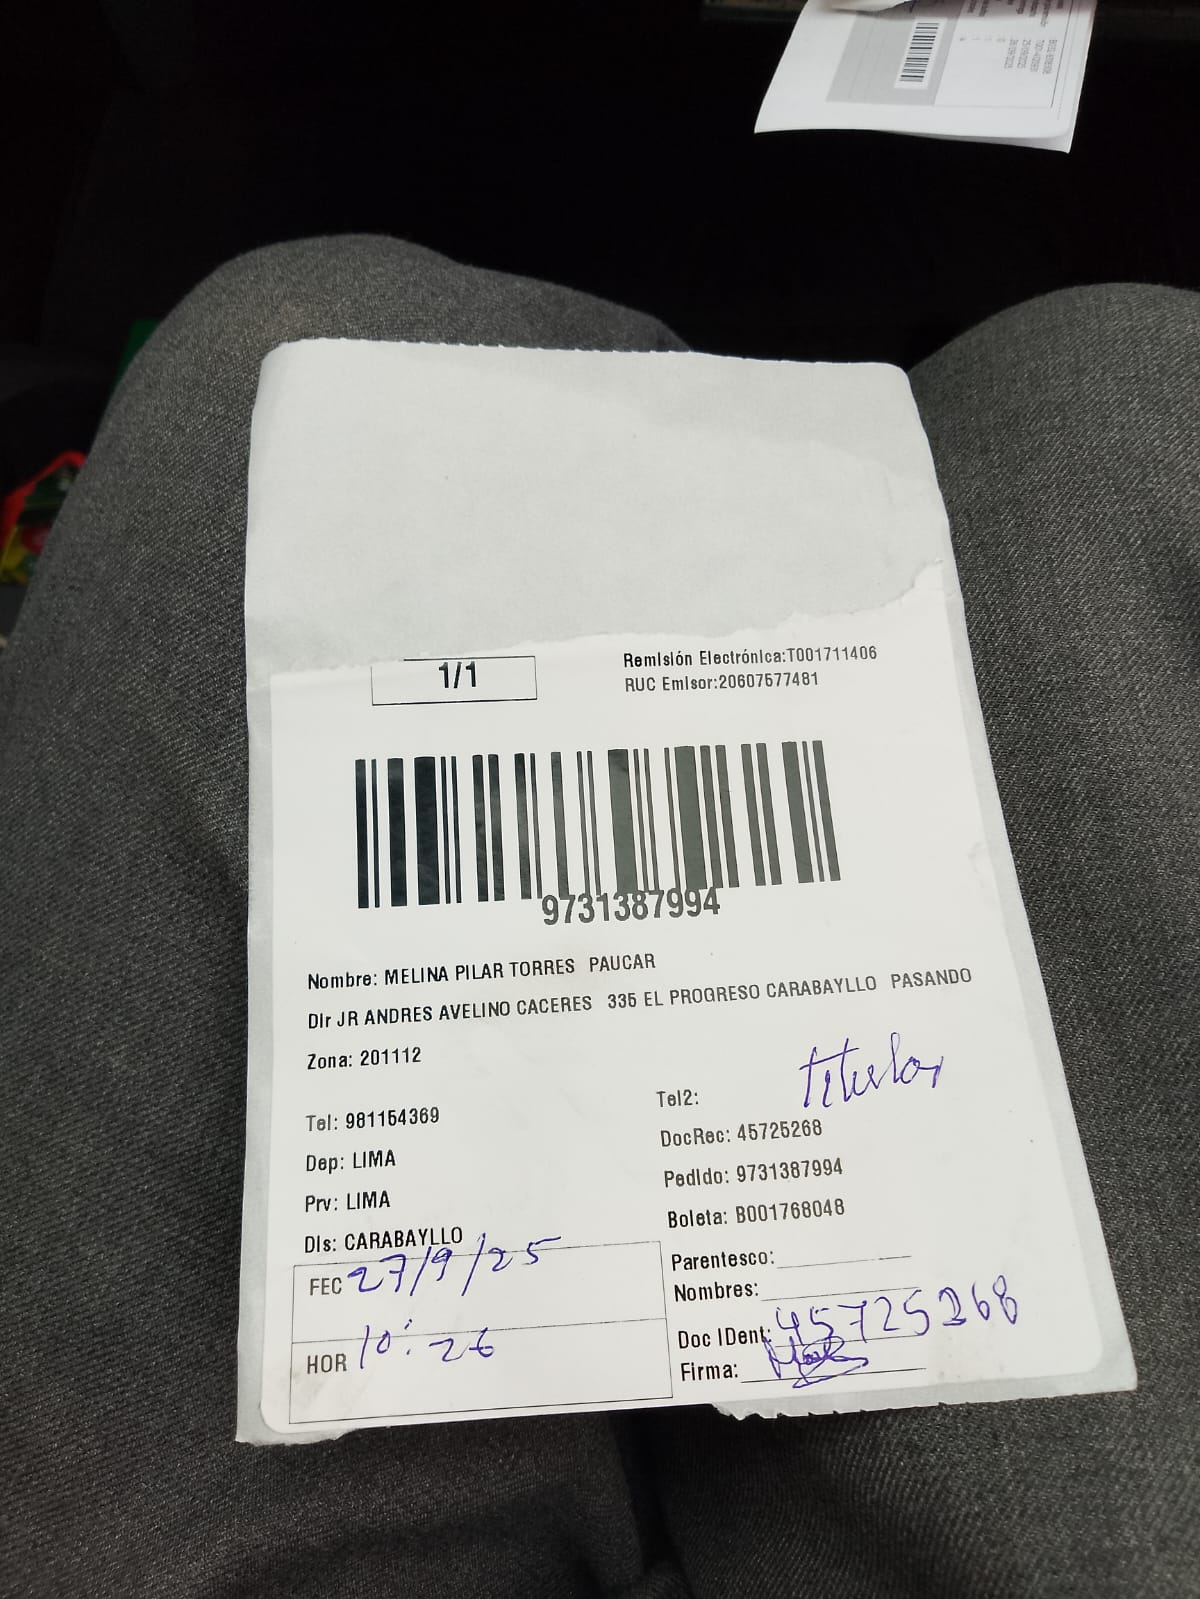 1/1
Remisión Electrónica:T001711406
RUC Emisor:20607577481
9731387994
Nombre: MELINA PILAR TORRES PAUCAR
Dir JR ANDRES AVELINO CACERES 335 EL PROGRESO CARABAYLLO PASANDO
Zona: 201112
titular
Tel: 981154369
Tel2:
DocRec: 45725268
Dep: LIMA
Pedido: 9731387994
Prv: LIMA
Boleta: B001768048
Dis: CARABAYLLO
FEC 27/9/25
Parentesco:
Nombres:
HOR 10:26
Doc IDent: 45725268
Firma: